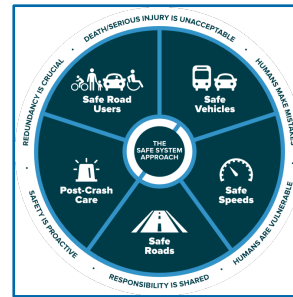 DEATH/SERIOUS INJURY IS UNACCEPTABLE
HUMANS MAKE MISTAKES
HUMANS ARE VULNERABLE
RESPONSIBILITY IS SHARED
SAFETY IS PROACTIVE
REDUNDANCY IS CRUCIAL
Safe Road
Users
Safe
Vehicles
THE
SAFE SYSTEM
APPROACH
Post-Crash
Care
Safe
Speeds
Safe
Roads